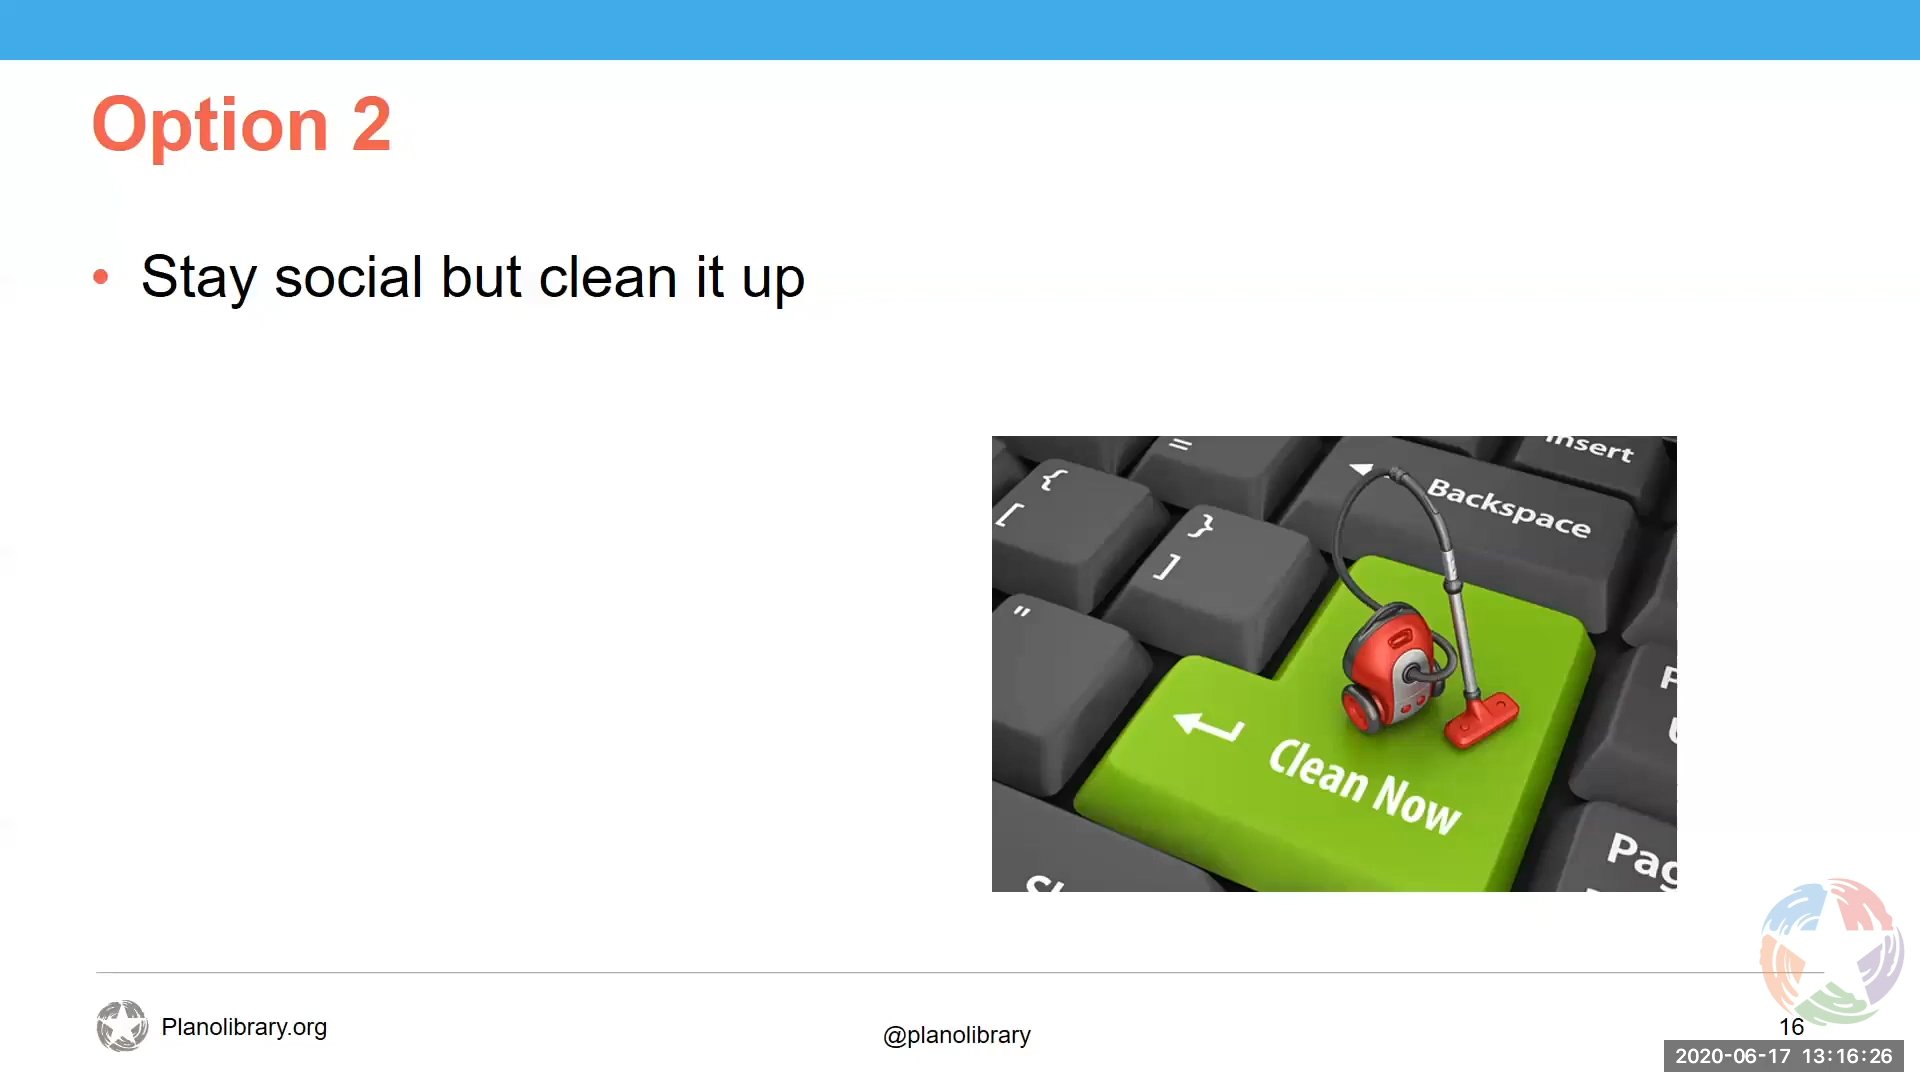 Option 2
• Stay social but clean it up
=
Insert
{
[
Backspace
}
]
"
Clean Now
Planolibrary.org
@planolibrary
16
2020-06-17 13:16:26